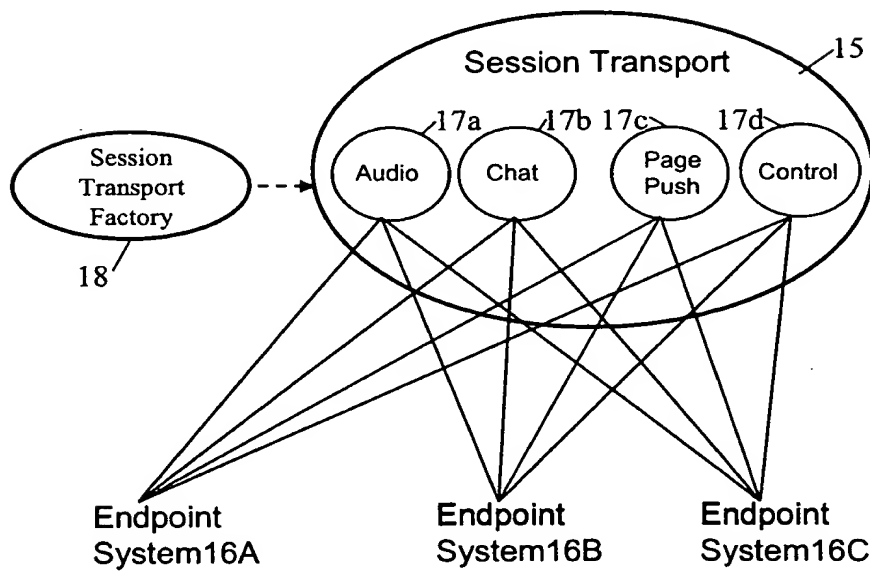 15
Session Transport
17a
17b
17c
17d
Audio
Chat
Page
Push
Control
Session
Transport
Factory
18
Endpoint
System16A
Endpoint
System16B
Endpoint
System16C